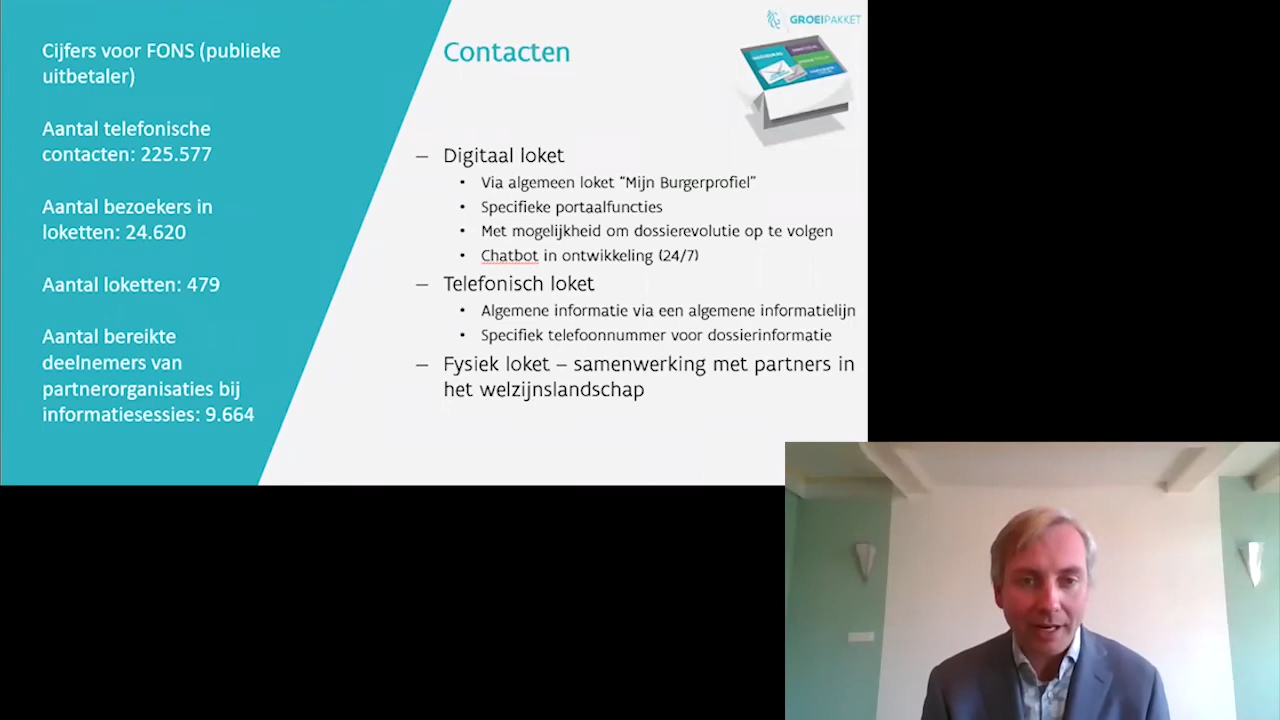 Cijfers voor FONS (publieke
uitbetaler)
Aantal telefonische
contacten: 225.577
Aantal bezoekers in
loketten: 24.620
Aantal loketten: 479
Aantal bereikte
deelnemers van
partnerorganisaties bij
informatiesessies: 9.664
GROEIPAKKET
Contacten
– Digitaal loket
• Via algemeen loket “Mijn Burgerprofiel”
• Specifieke portaalfuncties
• Met mogelijkheid om dossierevolutie op te volgen
• Chatbot in ontwikkeling (24/7)
– Telefonisch loket
• Algemene informatie via een algemene informatielijn
• Specifiek telefoonnummer voor dossierinformatie
– Fysiek loket – samenwerking met partners in
het welzijnslandschap